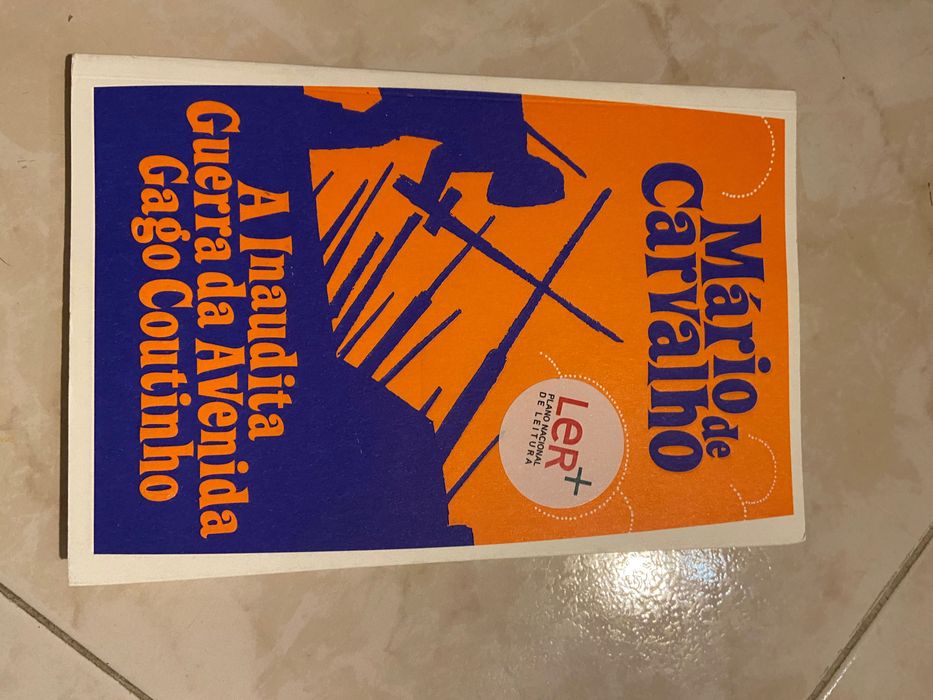 Mário de
Carvalho
LeR+
PLANO NACIONAL
DE LEITURA
A Inaudita
Guerra da Avenida
Gago Coutinho